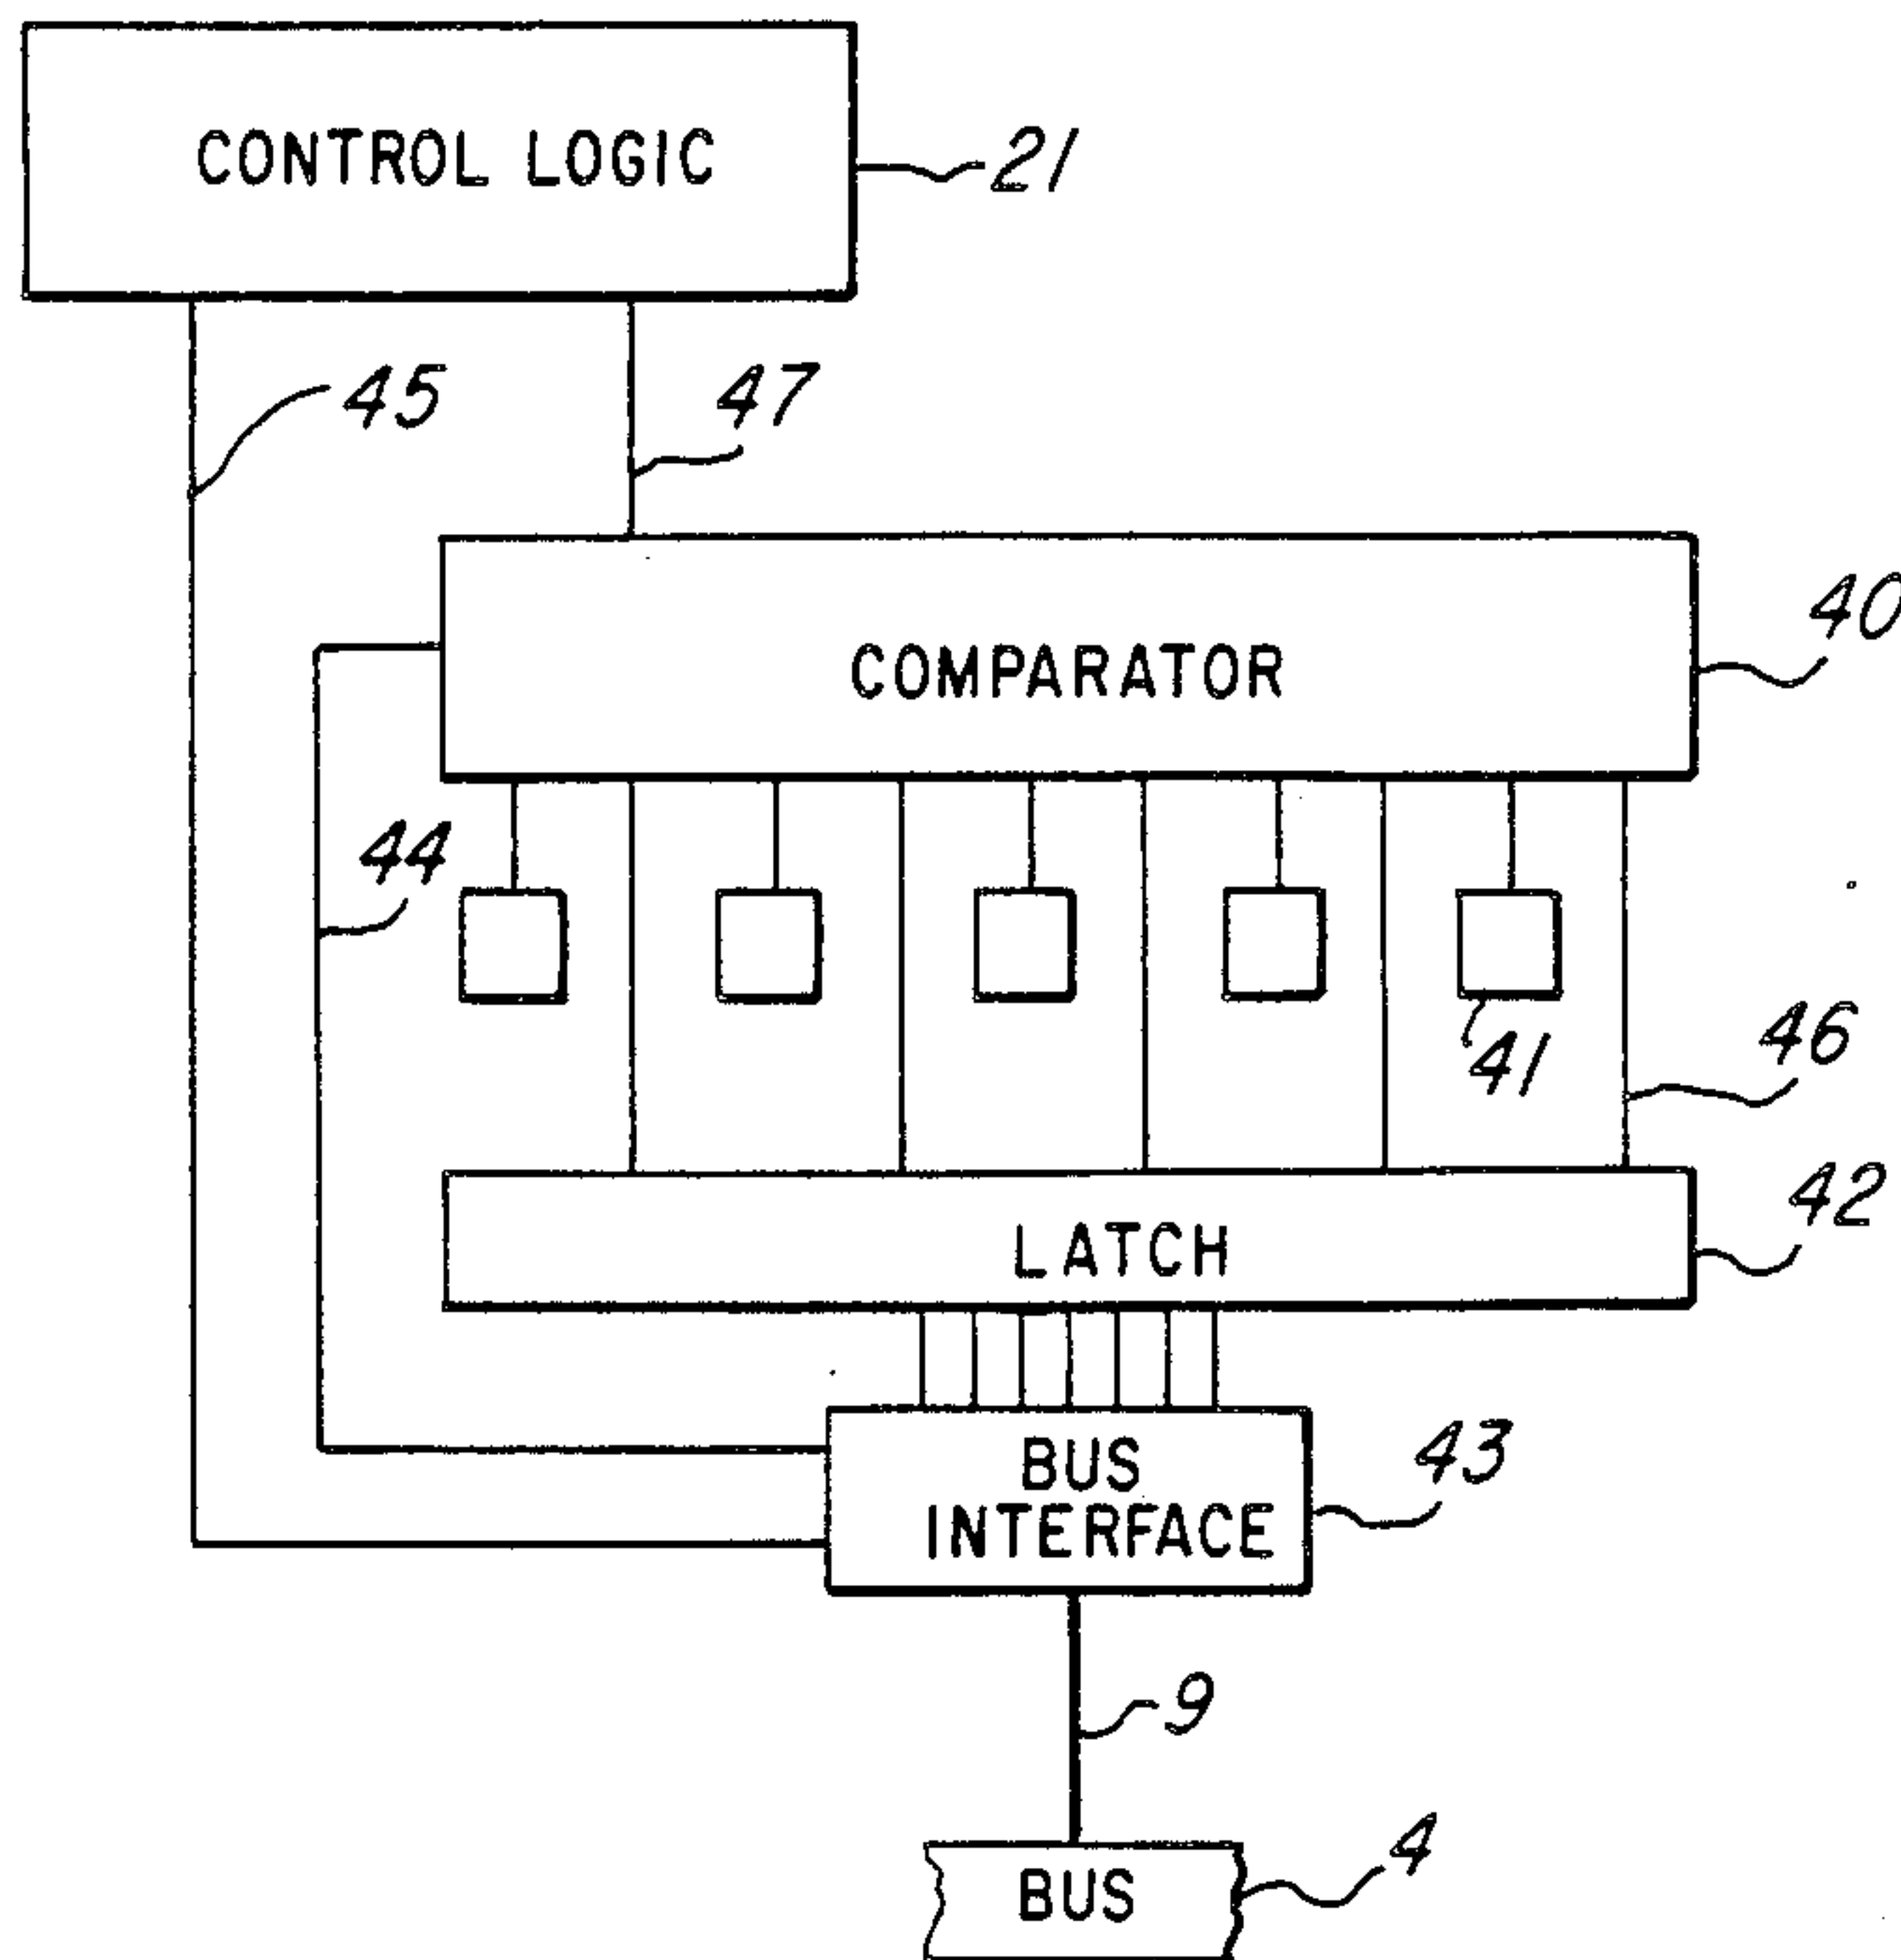 CONTROL LOGIC
21
45
47
40
COMPARATOR
44
41
46
42
LATCH
43
BUS
INTERFACE
9
4
BUS